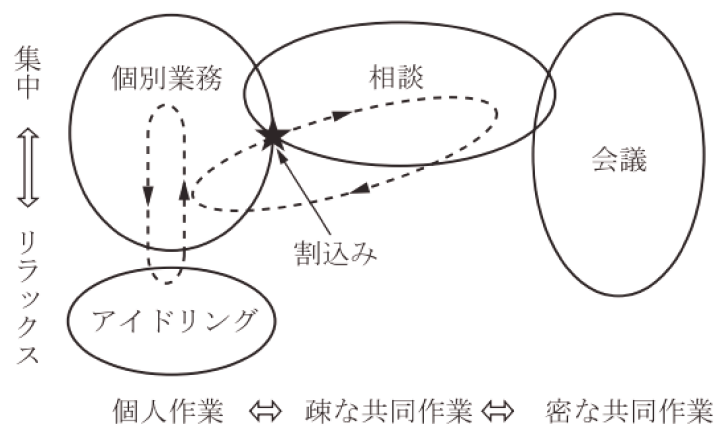 集中
リラックス
個別業務
相談
会議
割込み
アイドリング
個人作業 ⇔ 疎な共同作業 ⇔ 密な共同作業